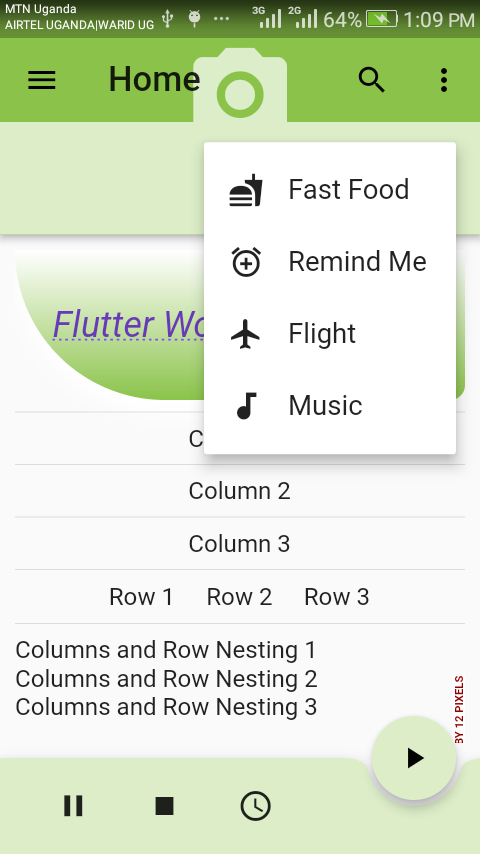 MTN Uganda
AIRTEL UGANDA|WARID UG
3G
2G
64%
1:09 PM
Home
Fast Food
Remind Me
Flight
Music
Flutter Wo
C
Column 2
Column 3
Row 1 Row 2 Row 3
Columns and Row Nesting 1
Columns and Row Nesting 2
Columns and Row Nesting 3
BY 12 PIXELS